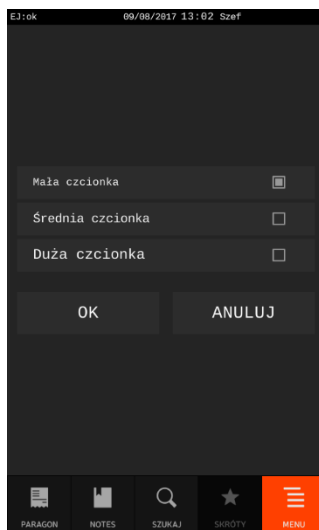 EJ:ok 09/08/2017 13:02 Szef
Mała czcionka
Średnia czcionka
Duża czcionka
OK ANULUJ
PARAGON NOTES SZUKAJ SKRÓTY MENU